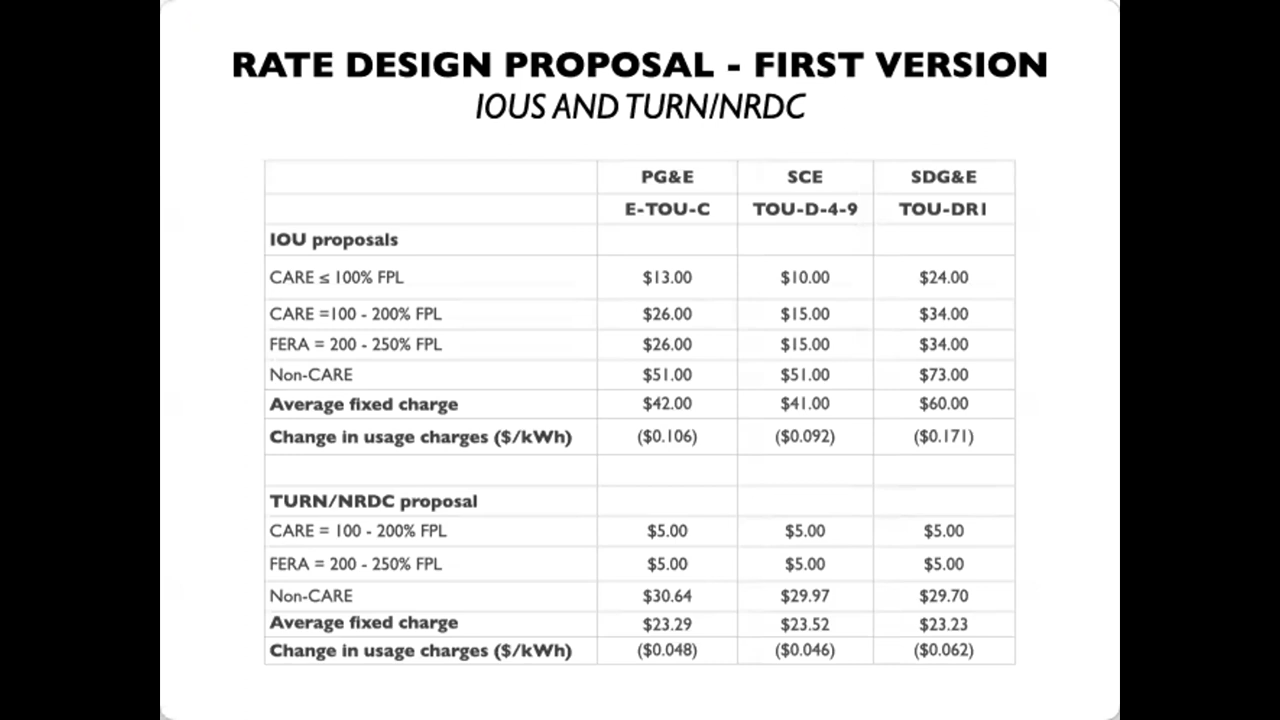 RATE DESIGN PROPOSAL - FIRST VERSION
IOUS AND TURN/NRDC
PG&E SCE SDG&E
E-TOU-C TOU-D-4-9 TOU-DR1
IOU proposals
CARE ≤ 100% FPL $13.00 $10.00 $24.00
CARE =100 - 200% FPL $26.00 $15.00 $34.00
FERA = 200 - 250% FPL $26.00 $15.00 $34.00
Non-CARE $51.00 $51.00 $73.00
Average fixed charge $42.00 $41.00 $60.00
Change in usage charges ($/kWh) ($0.106) ($0.092) ($0.171)
TURN/NRDC proposal
CARE = 100 - 200% FPL $5.00 $5.00 $5.00
FERA = 200 - 250% FPL $5.00 $5.00 $5.00
Non-CARE $30.64 $29.97 $29.70
Average fixed charge $23.29 $23.52 $23.23
Change in usage charges ($/kWh) ($0.048) ($0.046) ($0.062)